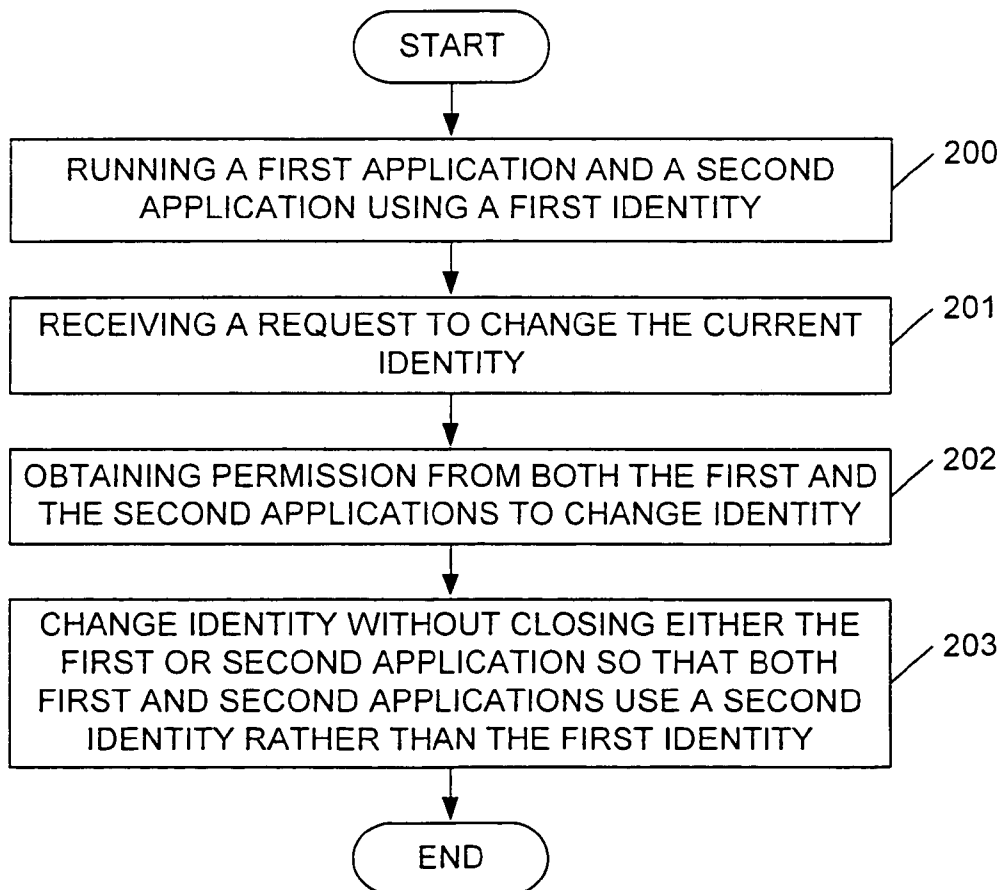 START
RUNNING A FIRST APPLICATION AND A SECOND
APPLICATION USING A FIRST IDENTITY
200
RECEIVING A REQUEST TO CHANGE THE CURRENT
IDENTITY
201
OBTAINING PERMISSION FROM BOTH THE FIRST AND
THE SECOND APPLICATIONS TO CHANGE IDENTITY
202
CHANGE IDENTITY WITHOUT CLOSING EITHER THE
FIRST OR SECOND APPLICATION SO THAT BOTH
FIRST AND SECOND APPLICATIONS USE A SECOND
IDENTITY RATHER THAN THE FIRST IDENTITY
203
END